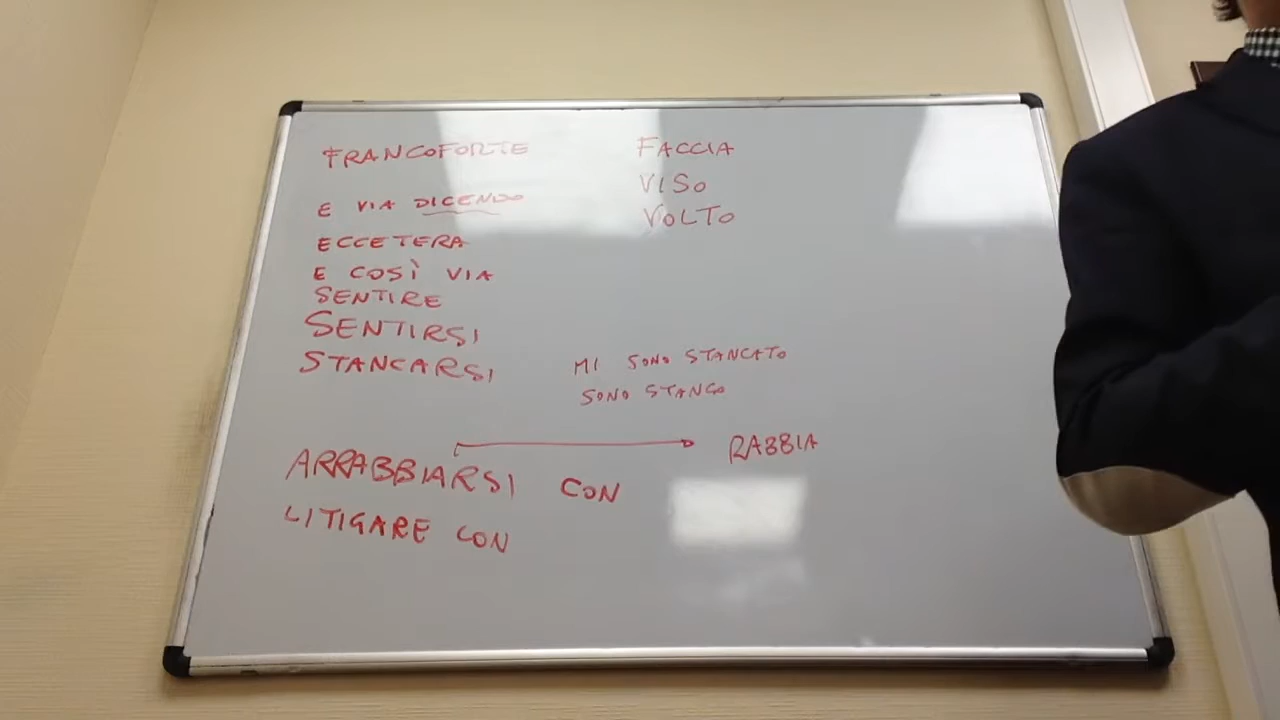 FRANCOFORTE
E VIA DICENDO
ECCETERA
E COSÌ VIA
SENTIRE
SENTIRSI
STANCARSI
FACCIA
VISO
VOLTO
MI SONO STANCATO
SONO STANCO
ARRABBIARSI CON
RABBIA
LITIGARE CON